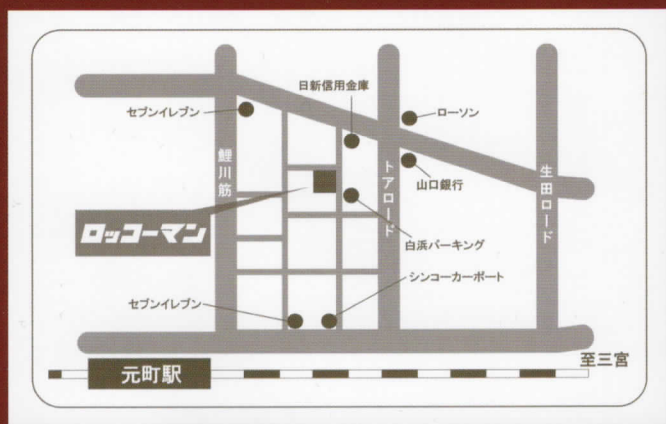 日新信用金庫
セブンイレブン
ローソン
鯉川筋
トアロード
山口銀行
生田ロード
ロッコーマン
白浜パーキング
シンコーカーポート
セブンイレブン
至三宮
元町駅